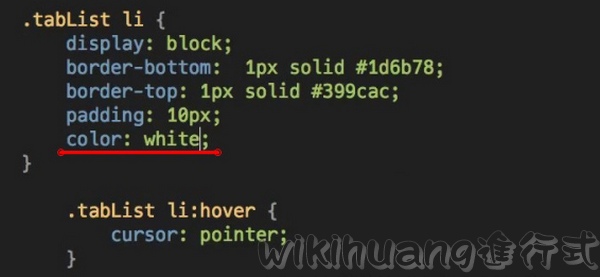 .tabList li {
display: block;
border-bottom:  1px solid #1d6b78;
border-top: 1px solid #399cac;
padding: 10px;
color: white;
}
.tabList li:hover {
cursor: pointer;
}
wikihuang進行式